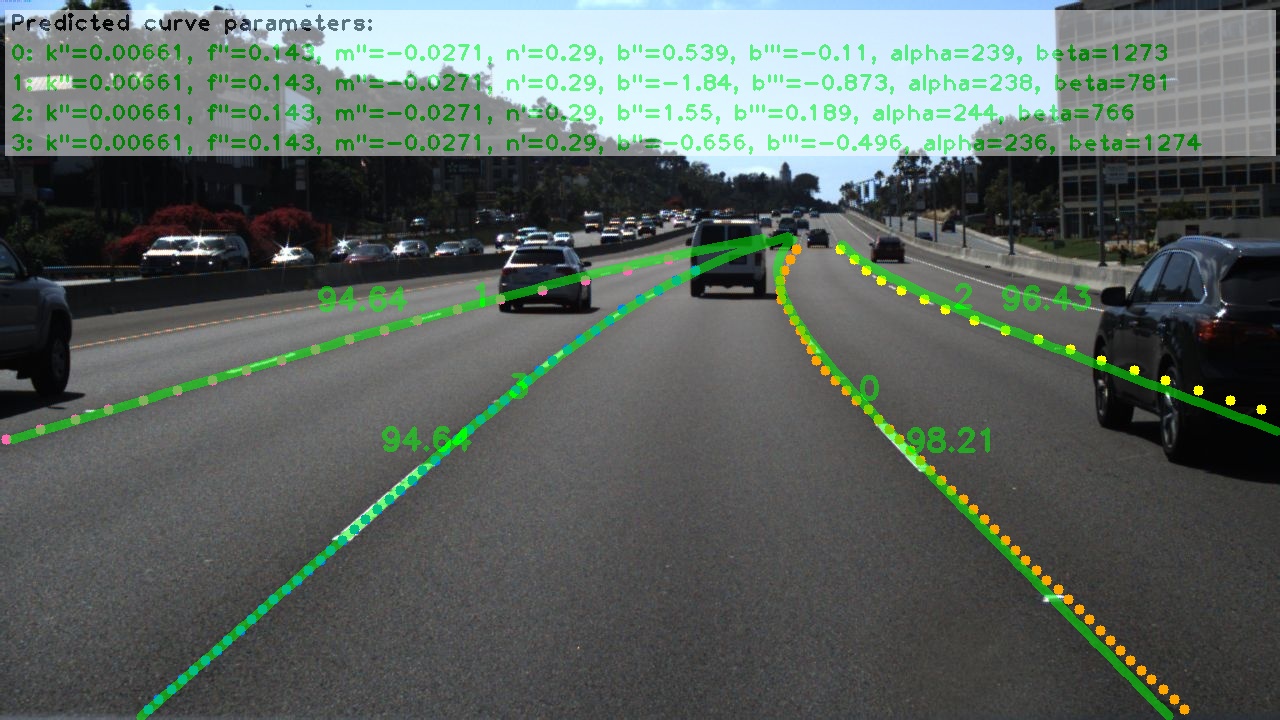 Predicted curve parameters:
0: k''=0.00661, f''=0.143, m''=-0.0271, n'=0.29, b''=0.539, b'''=-0.11, alpha=239, beta=1273
1: k''=0.00661, f''=0.143, m''=-0.0271, n'=0.29, b''=-1.84, b'''=-0.873, alpha=238, beta=781
2: k''=0.00661, f''=0.143, m''=-0.0271, n'=0.29, b''=1.55, b'''=0.189, alpha=244, beta=766
3: k''=0.00661, f''=0.143, m''=-0.0271, n'=0.29, b''=-0.656, b'''=-0.496, alpha=236, beta=1274
94.64 1 2 96.43
3 0
94.64 98.21